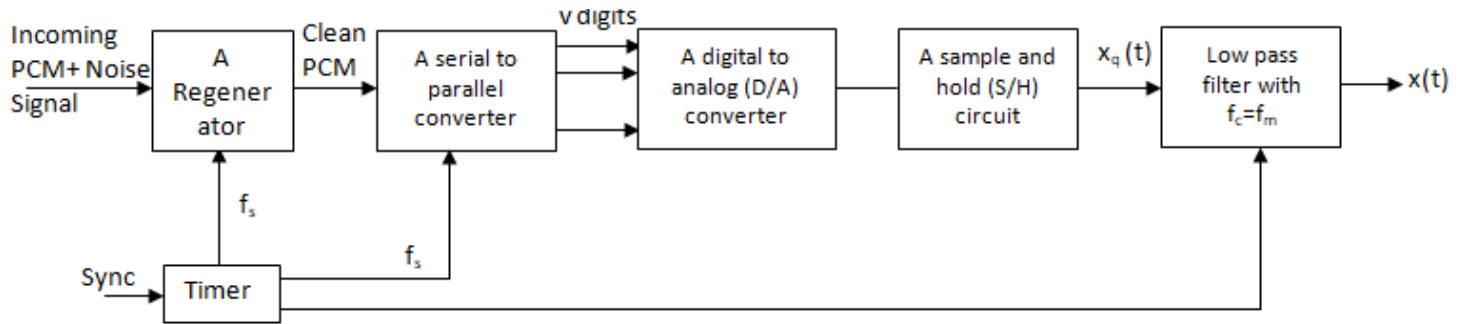 Incoming
PCM+ Noise
Signal
A
Regener
ator
Clean
PCM
A serial to
parallel
converter
v digits
A digital to
analog (D/A)
converter
A sample and
hold (S/H)
circuit
xq (t)
Low pass
filter with
fc=fm
x(t)
fs
fs
Sync
Timer